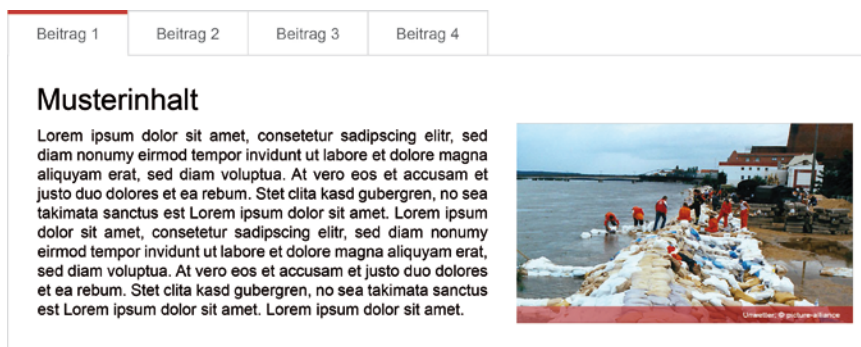 Beitrag 1
Beitrag 2
Beitrag 3
Beitrag 4
Musterinhalt
Lorem ipsum dolor sit amet, consetetur sadipscing elitr, sed
diam nonumy eirmod tempor invidunt ut labore et dolore magna
aliquyam erat, sed diam voluptua. At vero eos et accusam et
justo duo dolores et ea rebum. Stet clita kasd gubergren, no sea
takimata sanctus est Lorem ipsum dolor sit amet. Lorem ipsum
dolor sit amet, consetetur sadipscing elitr, sed diam nonumy
eirmod tempor invidunt ut labore et dolore magna aliquyam erat,
sed diam voluptua. At vero eos et accusam et justo duo dolores
et ea rebum. Stet clita kasd gubergren, no sea takimata sanctus
est Lorem ipsum dolor sit amet. Lorem ipsum dolor sit amet.
© picture-alliance